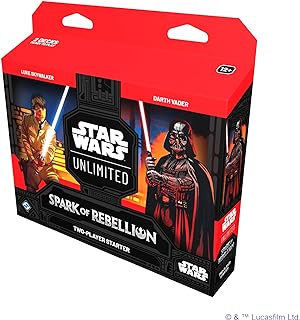 2 DECKS
LUKE SKYWALKER
12+
DARTH VADER
STAR
WARS
UNLIMITED
SPARK OF REBELLION
TWO-PLAYER STARTER
STAR
WARS
© & ™ Lucasfilm Ltd.